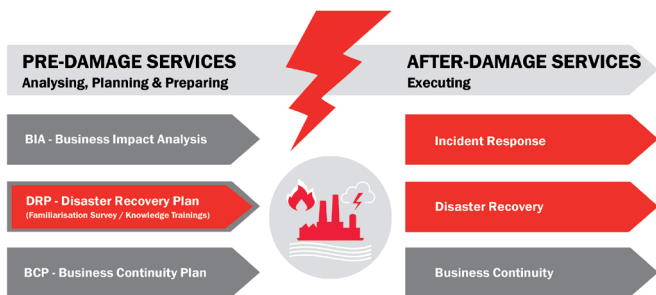 PRE-DAMAGE SERVICES
Analysing, Planning & Preparing
AFTER-DAMAGE SERVICES
Executing
BIA - Business Impact Analysis
Incident Response
DRP - Disaster Recovery Plan
(Familiarisation Survey / Knowledge Trainings)
Disaster Recovery
BCP - Business Continuity Plan
Business Continuity